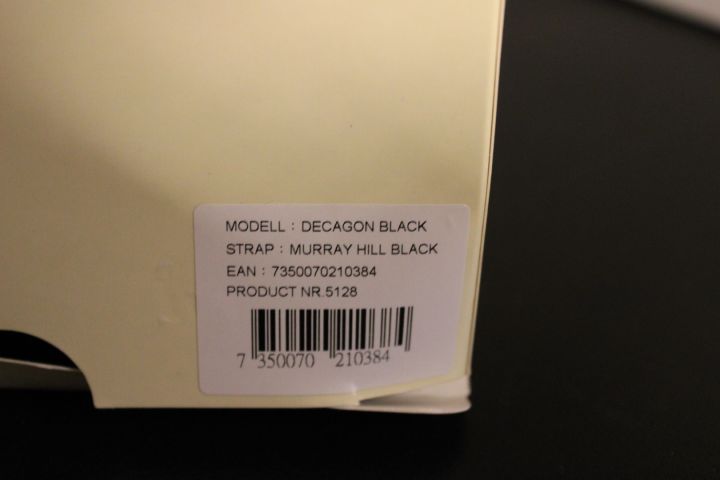 MODELL : DECAGON BLACK
STRAP : MURRAY HILL BLACK
EAN : 7350070210384
PRODUCT NR.5128
7 350070 210384